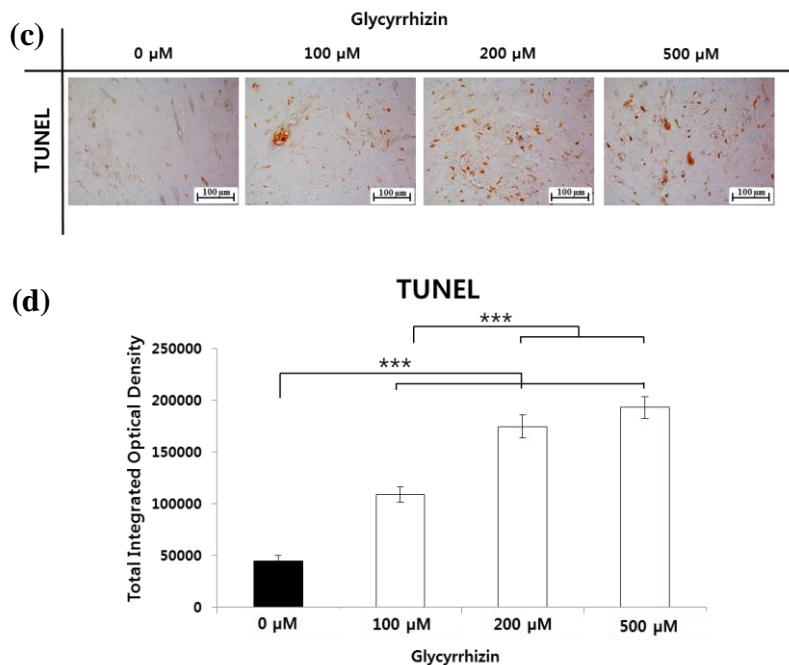 (c)
Glycyrrhizin
0 μM 100 μM 200 μM 500 μM
TUNEL
100 μm 100 μm 100 μm 100 μm
(d)
TUNEL
***
***
Total Integrated Optical Density
250000
200000
150000
100000
50000
0
0 μM 100 μM 200 μM 500 μM
Glycyrrhizin